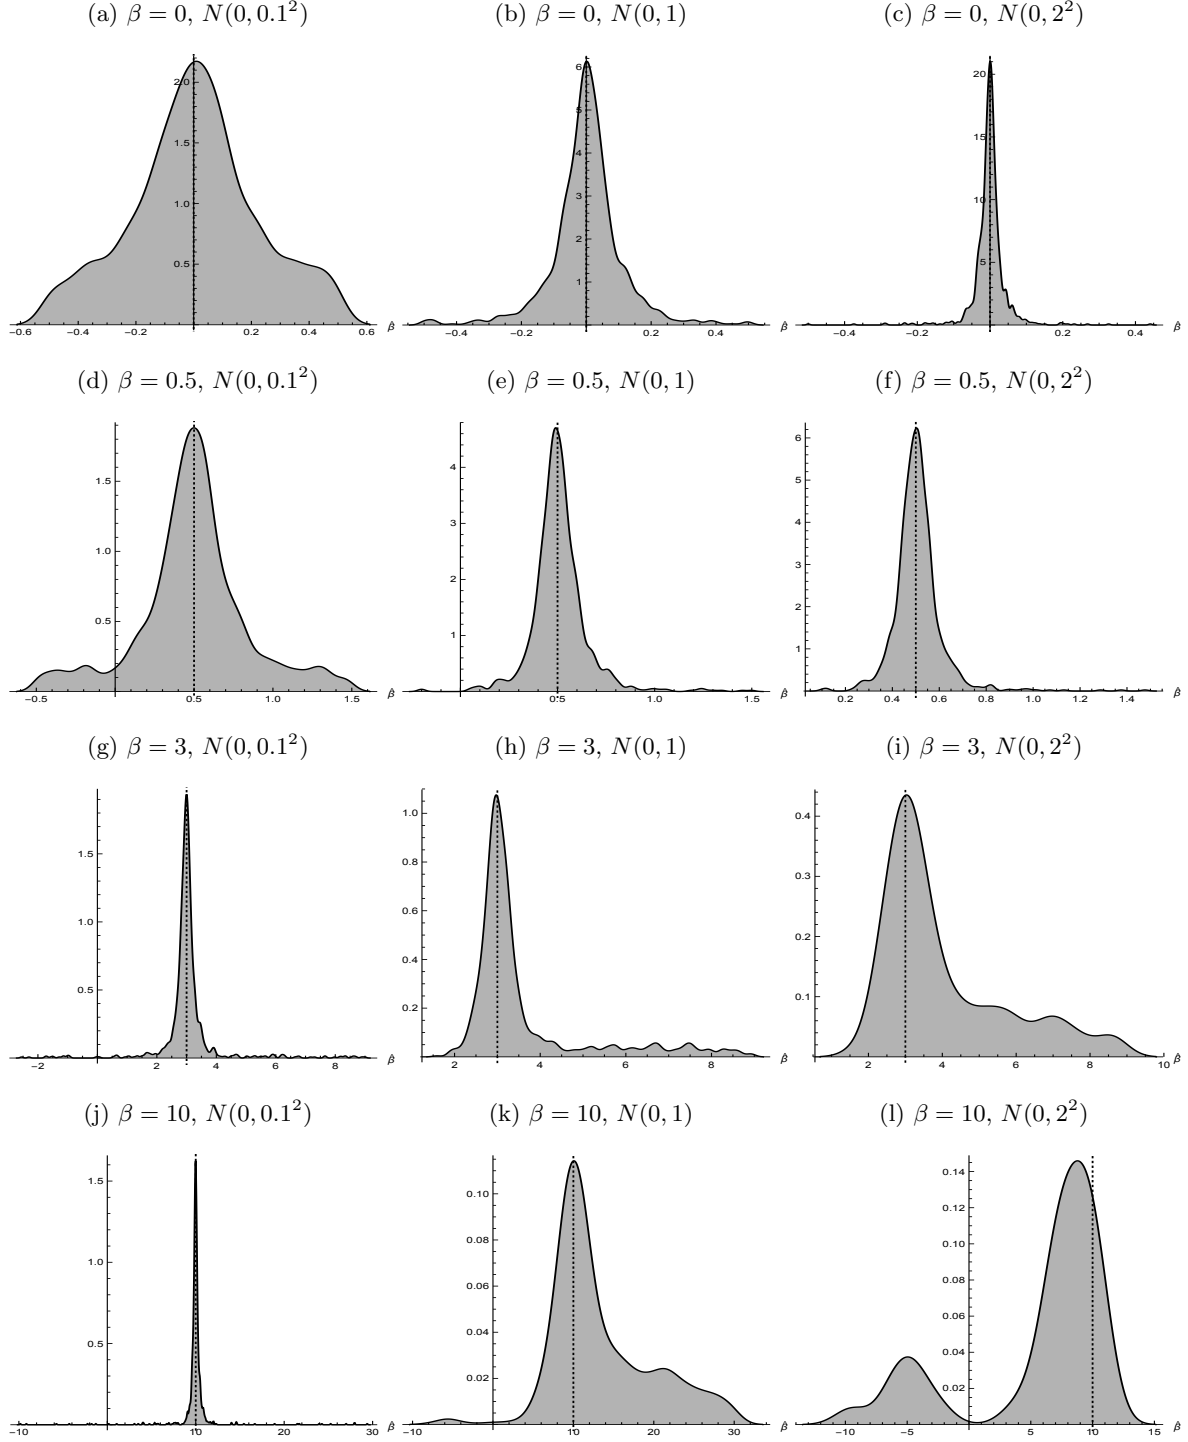 (a) β = 0, N(0, 0.1²)
2.0
1.5
1.0
0.5
−0.6 −0.4 −0.2 0.2 0.4 0.6 β̂
(b) β = 0, N(0, 1)
6
5
4
3
2
1
−0.4 −0.2 0.2 0.4 β̂
(c) β = 0, N(0, 2²)
20
15
10
5
−0.4 −0.2 0.2 0.4 β̂
(d) β = 0.5, N(0, 0.1²)
1.5
1.0
0.5
−0.5 0.5 1.0 1.5 β̂
(e) β = 0.5, N(0, 1)
4
3
2
1
0.5 1.0 1.5 β̂
(f) β = 0.5, N(0, 2²)
6
5
4
3
2
1
0.2 0.4 0.6 0.8 1.0 1.2 1.4 β̂
(g) β = 3, N(0, 0.1²)
1.5
1.0
0.5
−2 2 4 6 8 β̂
(h) β = 3, N(0, 1)
1.0
0.8
0.6
0.4
0.2
2 4 6 8 β̂
(i) β = 3, N(0, 2²)
0.4
0.3
0.2
0.1
2 4 6 8 10 β̂
(j) β = 10, N(0, 0.1²)
1.5
1.0
0.5
−10 10 20 30 β̂
(k) β = 10, N(0, 1)
0.10
0.08
0.06
0.04
0.02
−10 10 20 30 β̂
(l) β = 10, N(0, 2²)
0.14
0.12
0.10
0.08
0.06
0.04
0.02
−10 −5 5 10 15 β̂